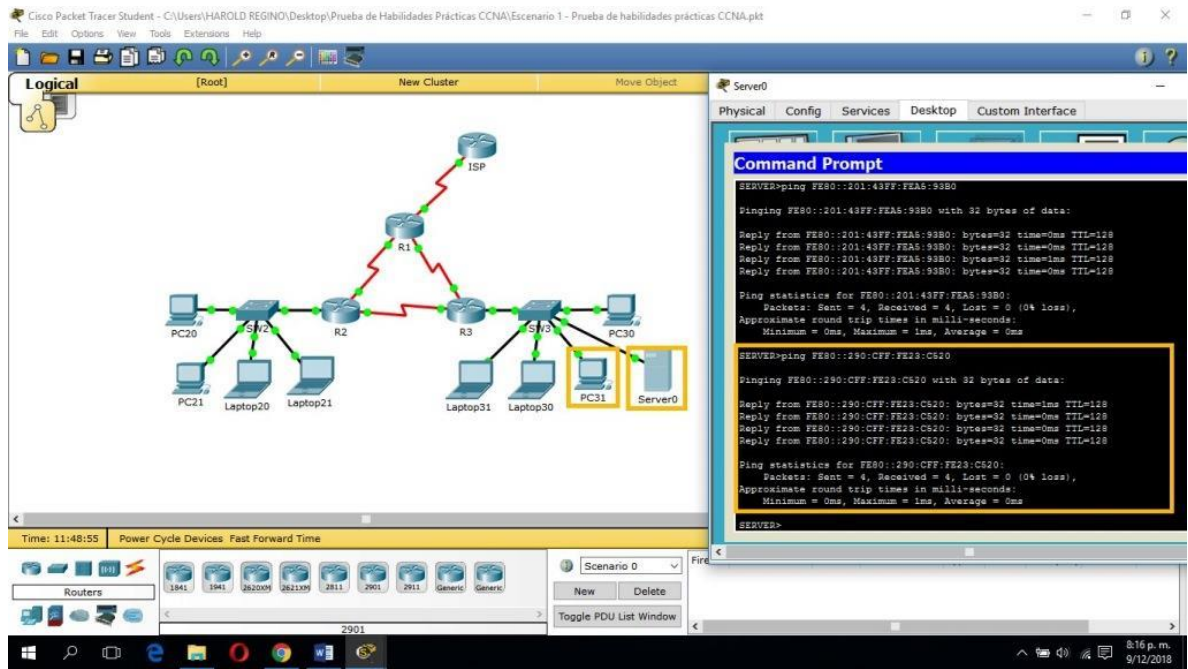 Cisco Packet Tracer Student - C:\Users\HAROLD REGINO\Desktop\Prueba de Habilidades Prácticas CCNA\Escenario 1 - Prueba de habilidades prácticas CCNA.pkt
File Edit Options View Tools Extensions Help
Logical [Root] New Cluster Move Object
ISP
R1
PC20 SW2 R2 R3 SW3 PC30
PC21 Laptop20 Laptop21 Laptop31 Laptop30 PC31 Server0
Server0
Physical Config Services Desktop Custom Interface
Command Prompt
SERVER>ping FE80::201:43FF:FEA5:93B0
Pinging FE80::201:43FF:FEA5:93B0 with 32 bytes of data:
Reply from FE80::201:43FF:FEA5:93B0: bytes=32 time=0ms TTL=128
Reply from FE80::201:43FF:FEA5:93B0: bytes=32 time=0ms TTL=128
Reply from FE80::201:43FF:FEA5:93B0: bytes=32 time=1ms TTL=128
Reply from FE80::201:43FF:FEA5:93B0: bytes=32 time=0ms TTL=128
Ping statistics for FE80::201:43FF:FEA5:93B0:
Packets: Sent = 4, Received = 4, Lost = 0 (0% loss),
Approximate round trip times in milli-seconds:
Minimum = 0ms, Maximum = 1ms, Average = 0ms
SERVER>ping FE80::290:CFF:FE23:C520
Pinging FE80::290:CFF:FE23:C520 with 32 bytes of data:
Reply from FE80::290:CFF:FE23:C520: bytes=32 time=1ms TTL=128
Reply from FE80::290:CFF:FE23:C520: bytes=32 time=0ms TTL=128
Reply from FE80::290:CFF:FE23:C520: bytes=32 time=0ms TTL=128
Reply from FE80::290:CFF:FE23:C520: bytes=32 time=0ms TTL=128
Ping statistics for FE80::290:CFF:FE23:C520:
Packets: Sent = 4, Received = 4, Lost = 0 (0% loss),
Approximate round trip times in milli-seconds:
Minimum = 0ms, Maximum = 1ms, Average = 0ms
SERVER>
Time: 11:48:55 Power Cycle Devices Fast Forward Time
Routers
1841 1941 2620XM 2621XM 2811 2901 2911 Generic Generic
2901
Scenario 0
New Delete
Toggle PDU List Window
Fire
8:16 p. m.
9/12/2018